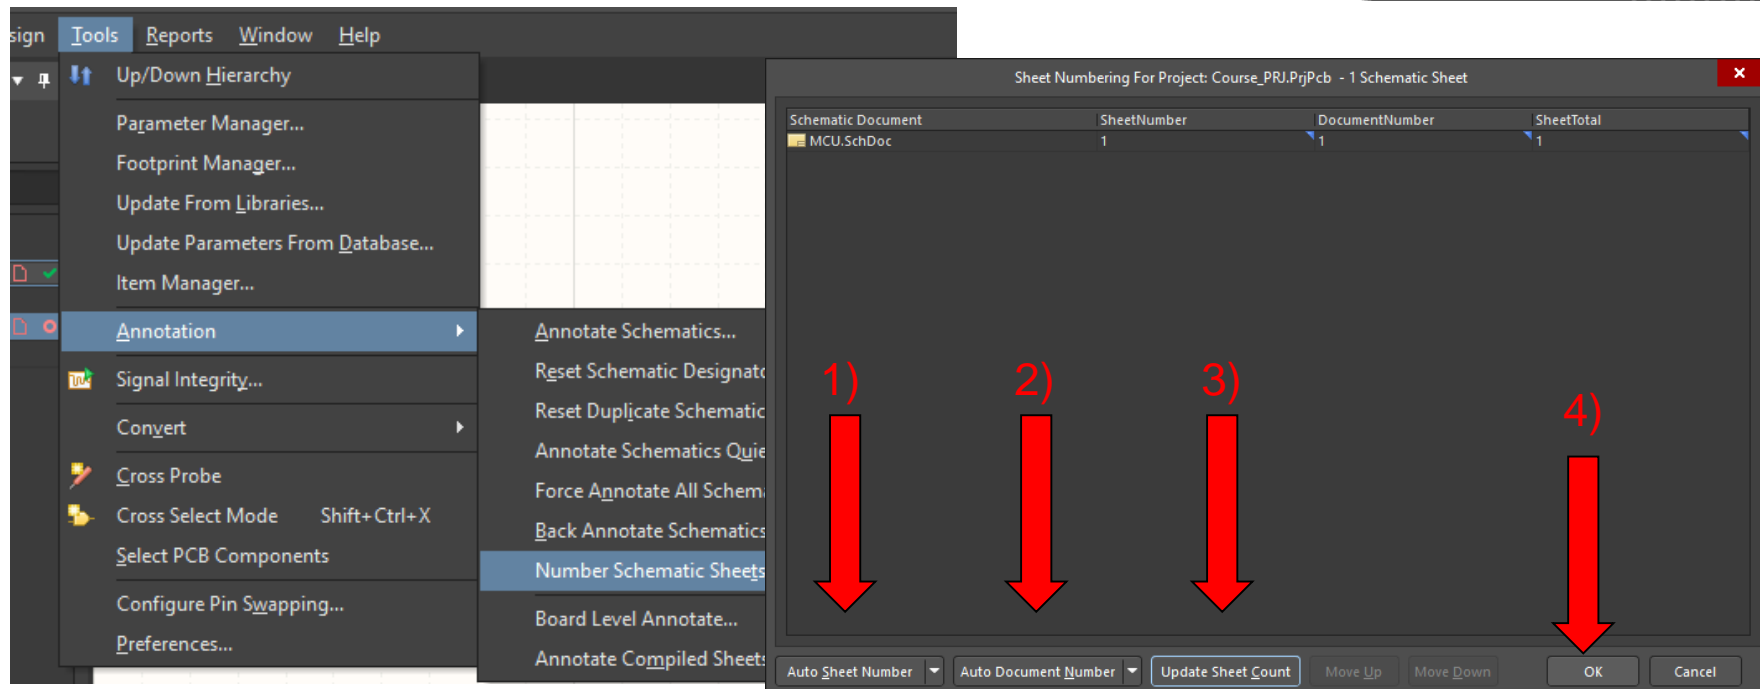 sign Tools Reports Window Help
Up/Down Hierarchy
Parameter Manager...
Footprint Manager...
Update From Libraries...
Update Parameters From Database...
Item Manager...
Annotation
Signal Integrity...
Convert
Cross Probe
Cross Select Mode Shift+Ctrl+X
Select PCB Components
Configure Pin Swapping...
Preferences...
Annotate Schematics...
Reset Schematic Designato
Reset Duplicate Schematic
Annotate Schematics Quie
Force Annotate All Schema
Back Annotate Schematics
Number Schematic Sheets
Board Level Annotate...
Annotate Compiled Sheets
Sheet Numbering For Project: Course_PRJ.PrjPcb - 1 Schematic Sheet
Schematic Document SheetNumber DocumentNumber SheetTotal
MCU.SchDoc 1 1 1
1) 2) 3)
4)
Auto Sheet Number Auto Document Number Update Sheet Count Move Up Move Down OK Cancel